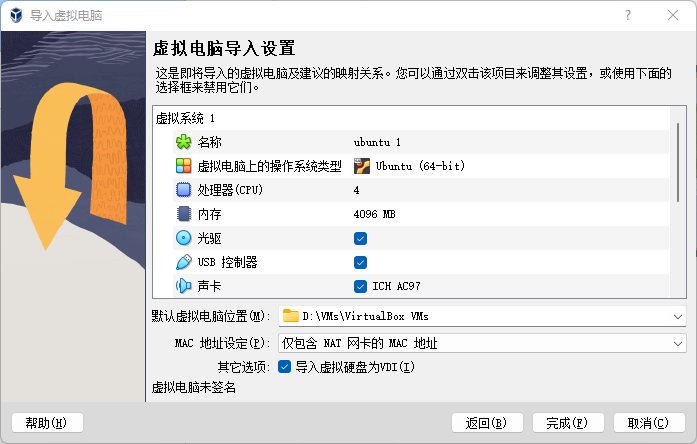 导入虚拟电脑
虚拟电脑导入设置
这是即将导入的虚拟电脑及建议的映射关系。您可以通过双击该项目来调整其设置，或使用下面的
选择框来禁用它们。
虚拟系统 1
名称 ubuntu 1
虚拟电脑上的操作系统类型 Ubuntu (64-bit)
处理器(CPU) 4
内存 4096 MB
光驱
USB 控制器
声卡 ICH AC97
默认虚拟电脑位置(M): D:\VMs\VirtualBox VMs
MAC 地址设定(P): 仅包含 NAT 网卡的 MAC 地址
其它选项: 导入虚拟硬盘为VDI(I)
虚拟电脑未签名
帮助(H) 返回(B) 完成(F) 取消(C)